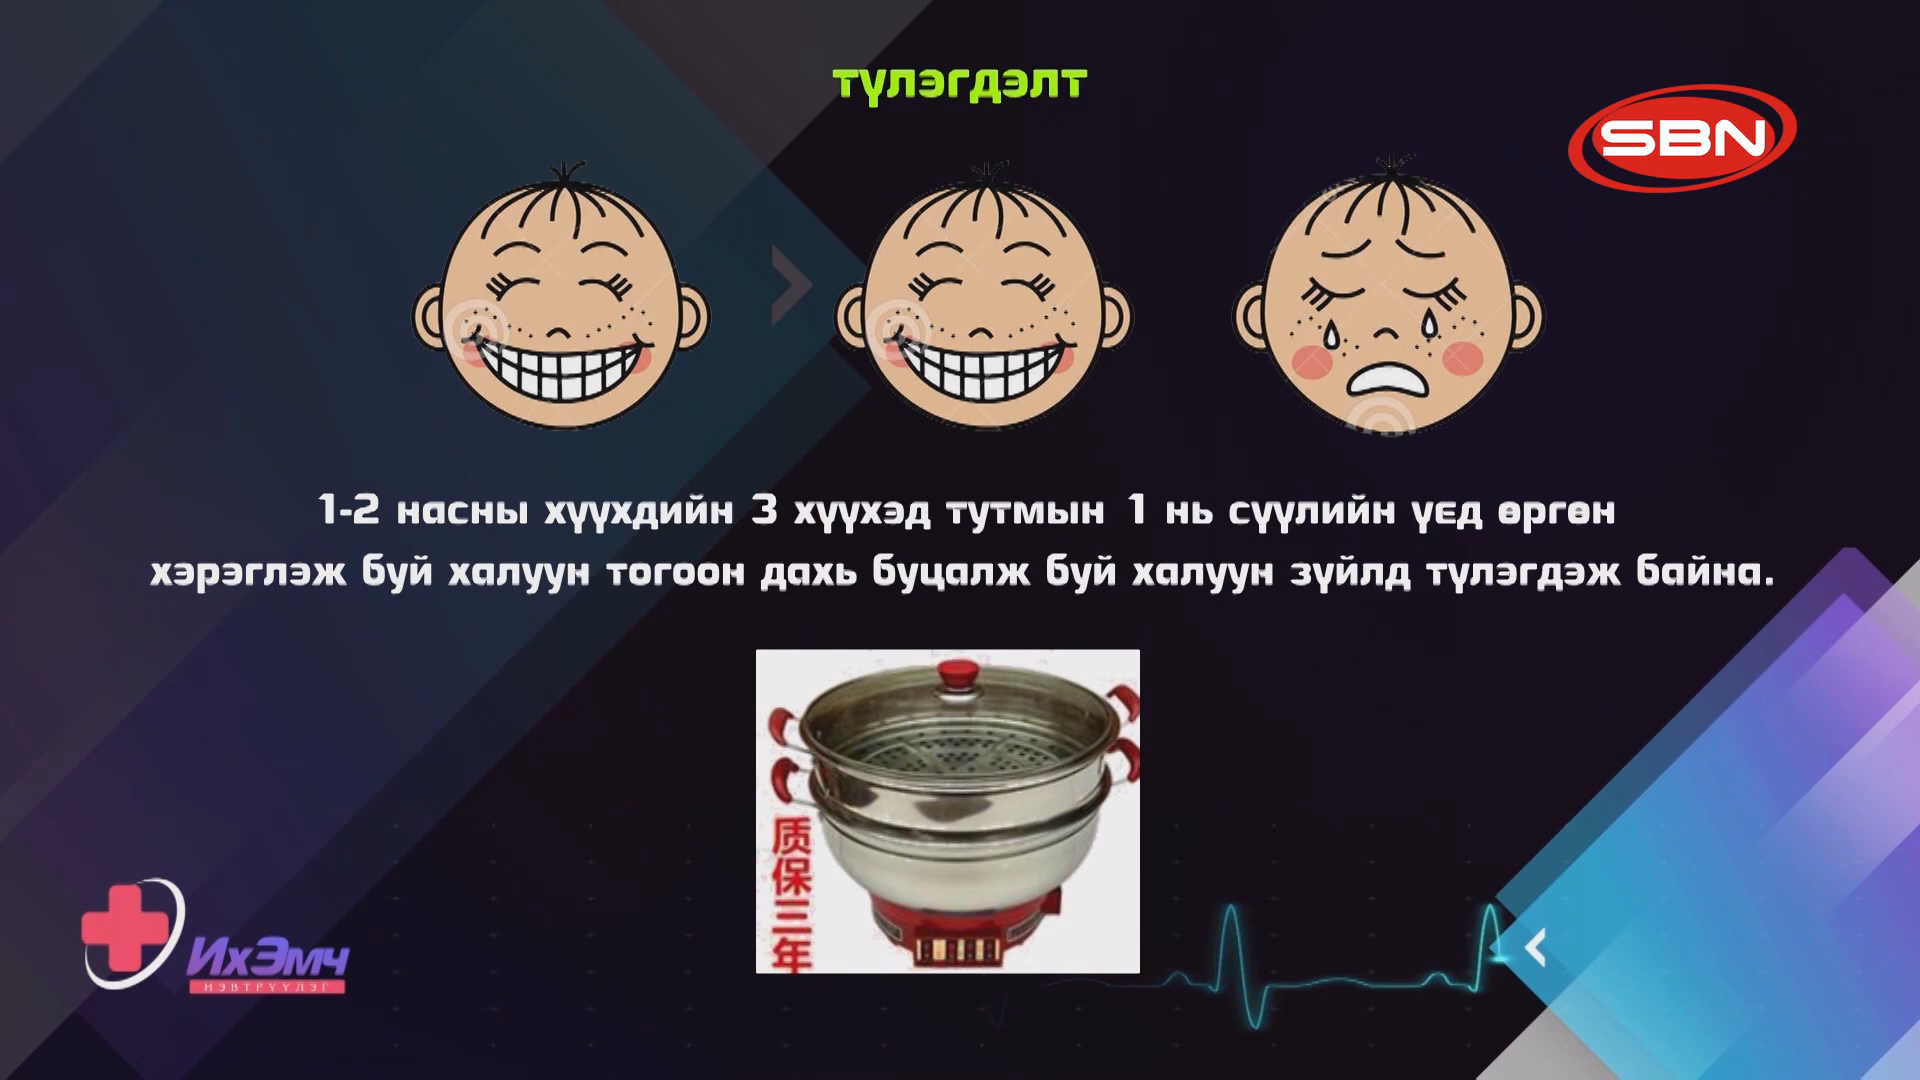 түлэгдэлт
SBN
1-2 насны хүүхдийн 3 хүүхэд тутмын 1 нь сүүлийн үед өргөн
хэрэглэж буй халуун тогоон дахь буцалж буй халуун зүйлд түлэгдэж байна.
质保三年
ИхЭмч
НЭВТРҮҮЛЭГ